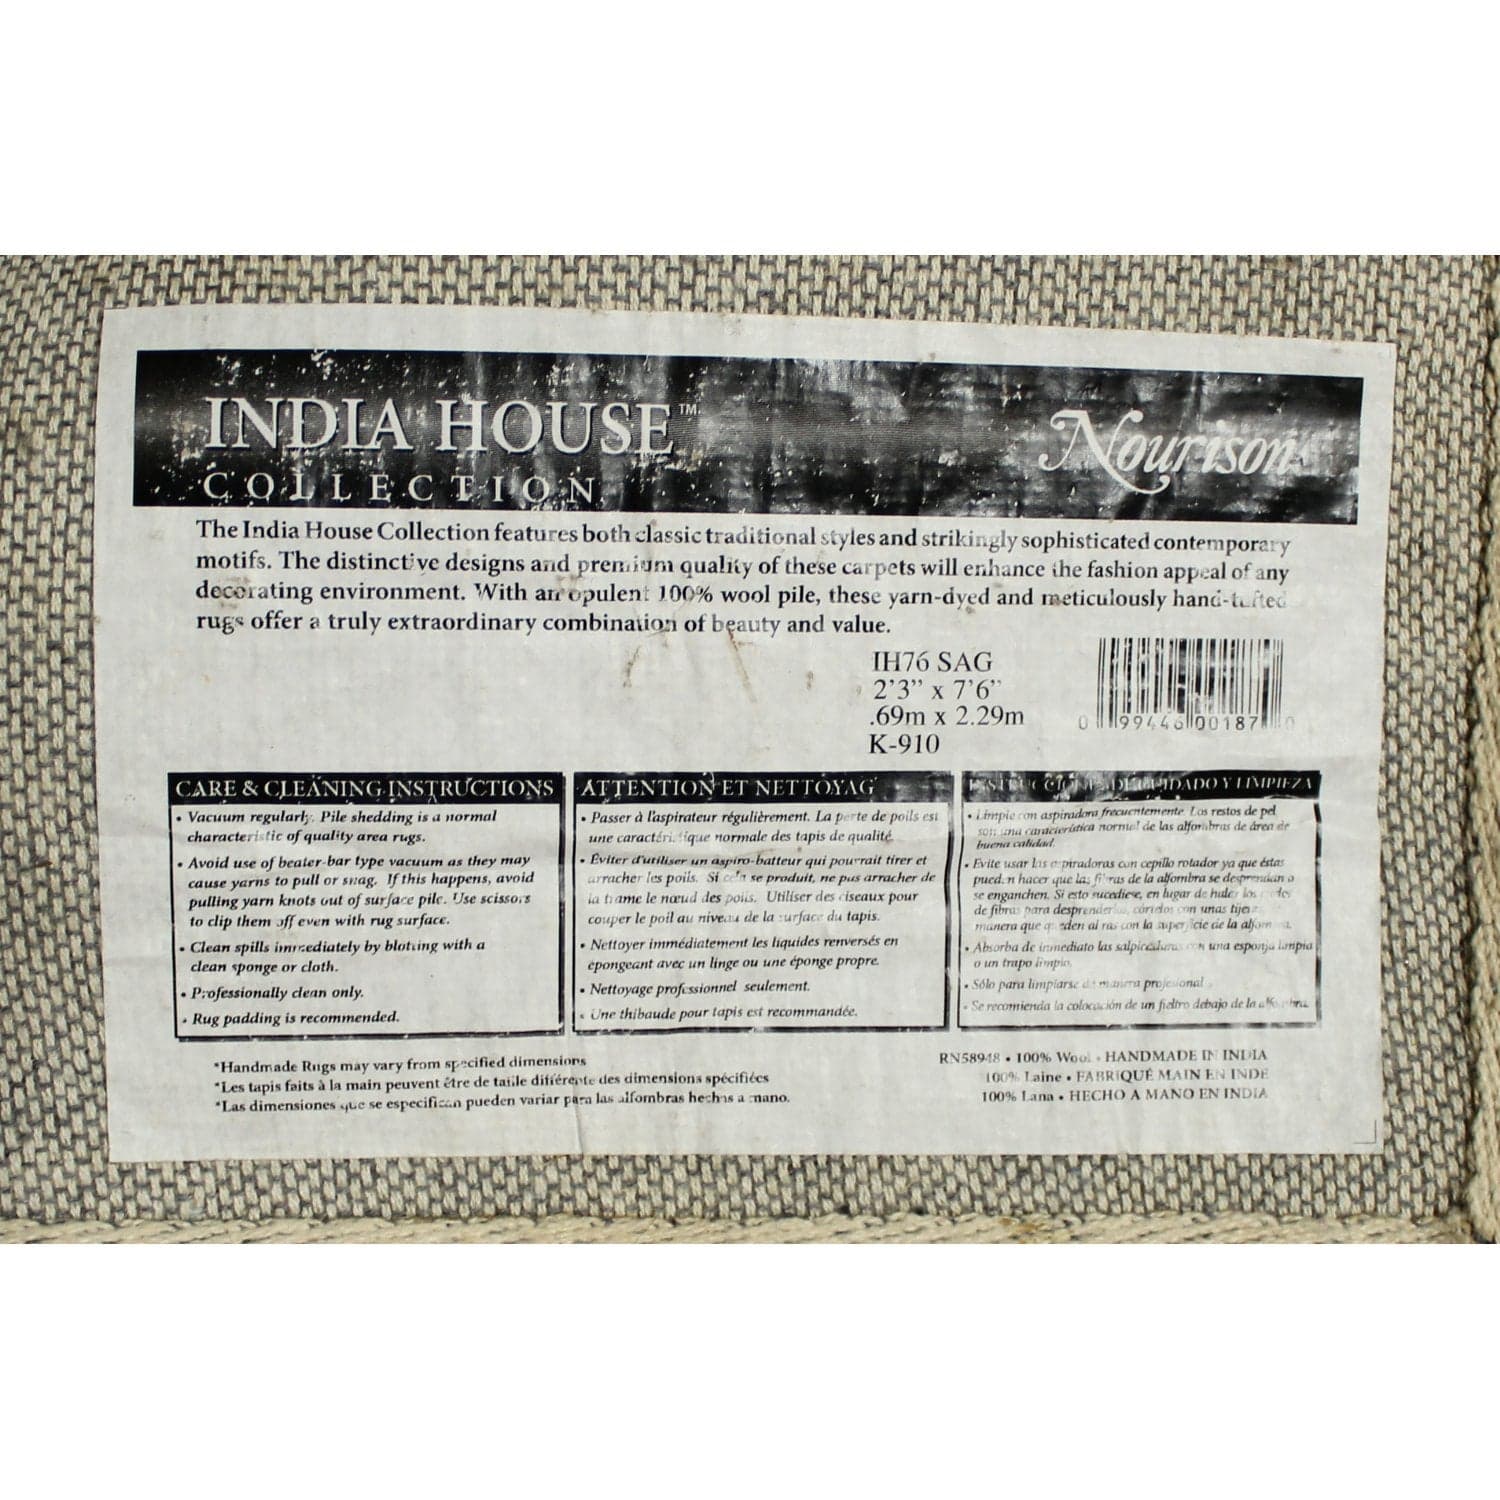 INDIA HOUSE™
COLLECTION
Nourison
The India House Collection features both classic traditional styles and strikingly sophisticated contemporary
motifs. The distinctive designs and premium quality of these carpets will enhance the fashion appeal of any
decorating environment. With an opulent 100% wool pile, these yarn-dyed and meticulously hand-tufted
rugs offer a truly extraordinary combination of beauty and value.
IH76 SAG
2'3" x 7'6"
.69m x 2.29m
K-910
0 99446 00187 0
CARE & CLEANING INSTRUCTIONS
• Vacuum regularly. Pile shedding is a normal
characteristic of quality area rugs.
• Avoid use of beater-bar type vacuum as they may
cause yarns to pull or snag. If this happens, avoid
pulling yarn knots out of surface pile. Use scissors
to clip them off even with rug surface.
• Clean spills immediately by blotting with a
clean sponge or cloth.
• Professionally clean only.
• Rug padding is recommended.
ATTENTION ET NETTOYAG
• Passer à l'aspirateur régulièrement. La perte de poils est
une caractéristique normale des tapis de qualité.
• Éviter d'utiliser un aspiro-batteur qui pourrait tirer et
arracher les poils. Si cela se produit, ne pas arracher de
la trame le nœud des poils. Utiliser des ciseaux pour
couper le poil au niveau de la surface du tapis.
• Nettoyer immédiatement les liquides renversés en
épongeant avec un linge ou une éponge propre.
• Nettoyage professionnel seulement.
• Une thibaude pour tapis est recommandée.
INSTRUCCIONES DE CUIDADO Y LIMPIEZA
• Limpie con aspiradora frecuentemente. Los restos de pel
son una característica normal de las alfombras de área de
buena calidad.
• Evite usar las aspiradoras con cepillo rotador ya que éstas
pueden hacer que las fibras de la alfombra se desprendan o
se enganchen. Si esto sucediese, en lugar de halar los
de fibras para desprenderlos, córtelos con unas tijeras
manera que queden al ras con la superficie de la alfombra.
• Absorba de inmediato las salpicaduras con una esponja limpia
o un trapo limpio.
• Sólo para limpiarse de manera profesional
• Se recomienda la colocación de un fieltro debajo de la alfombra.
*Handmade Rugs may vary from specified dimensions
*Les tapis faits à la main peuvent être de taille différente des dimensions spécifiées
*Las dimensiones que se especifican pueden variar para las alfombras hechas a mano.
RN58948 • 100% Wool • HANDMADE IN INDIA
100% Laine • FABRIQUÉ MAIN EN INDE
100% Lana • HECHO A MANO EN INDIA